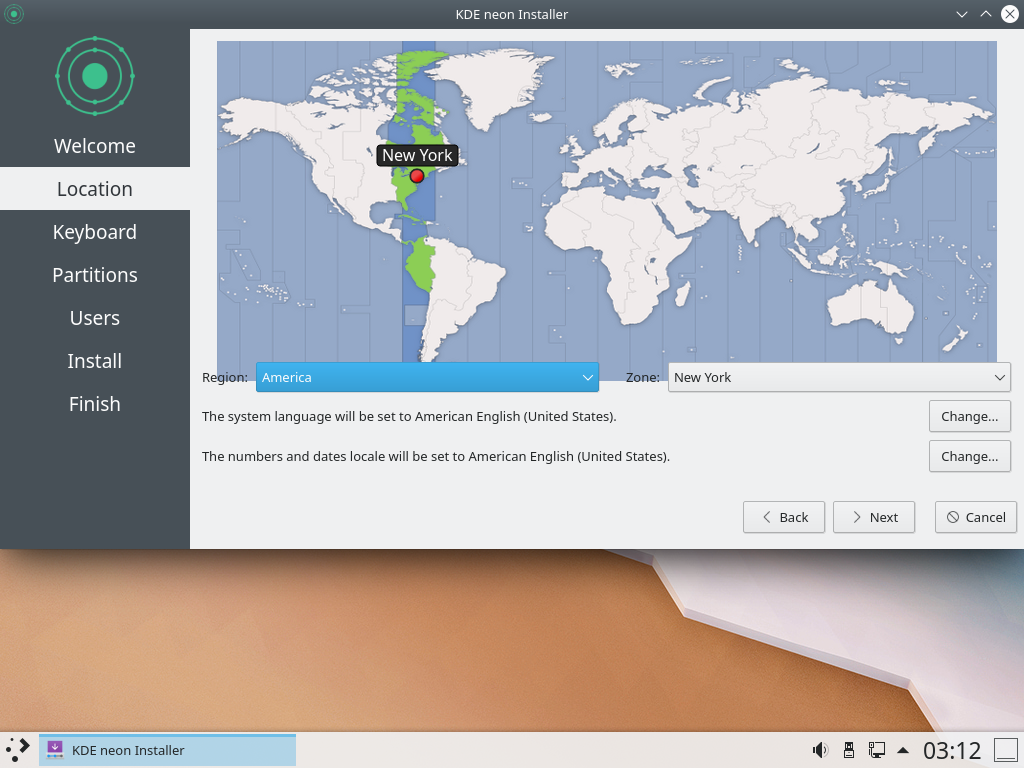 KDE neon Installer
Welcome
Location
Keyboard
Partitions
Users
Install
Finish
New York
Region: America Zone: New York
The system language will be set to American English (United States). Change...
The numbers and dates locale will be set to American English (United States). Change...
Back Next Cancel
KDE neon Installer 03:12